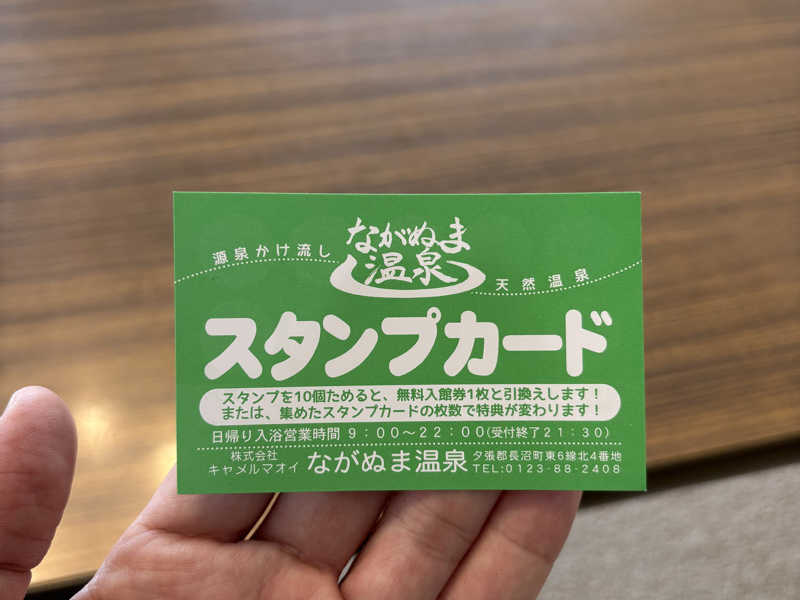 源泉かけ流し
ながぬま
温泉
天然温泉
スタンプカード
スタンプを10個ためると、無料入館券1枚と引換えします！
または、集めたスタンプカードの枚数で特典が変わります！
日帰り入浴営業時間 9：00～22：00(受付終了21：30)
株式会社
キャメルマオイ
ながぬま温泉
夕張郡長沼町東6線北4番地
TEL:0123-88-2408